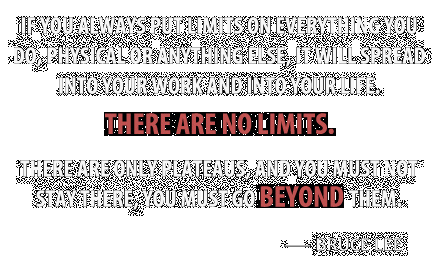 IF YOU ALWAYS PUT LIMITS ON EVERYTHING YOU
DO, PHYSICAL OR ANYTHING ELSE, IT WILL SPREAD
INTO YOUR WORK AND INTO YOUR LIFE.
THERE ARE NO LIMITS.
THERE ARE ONLY PLATEAUS, AND YOU MUST NOT
STAY THERE, YOU MUST GO BEYOND THEM.
— BRUCE LEE